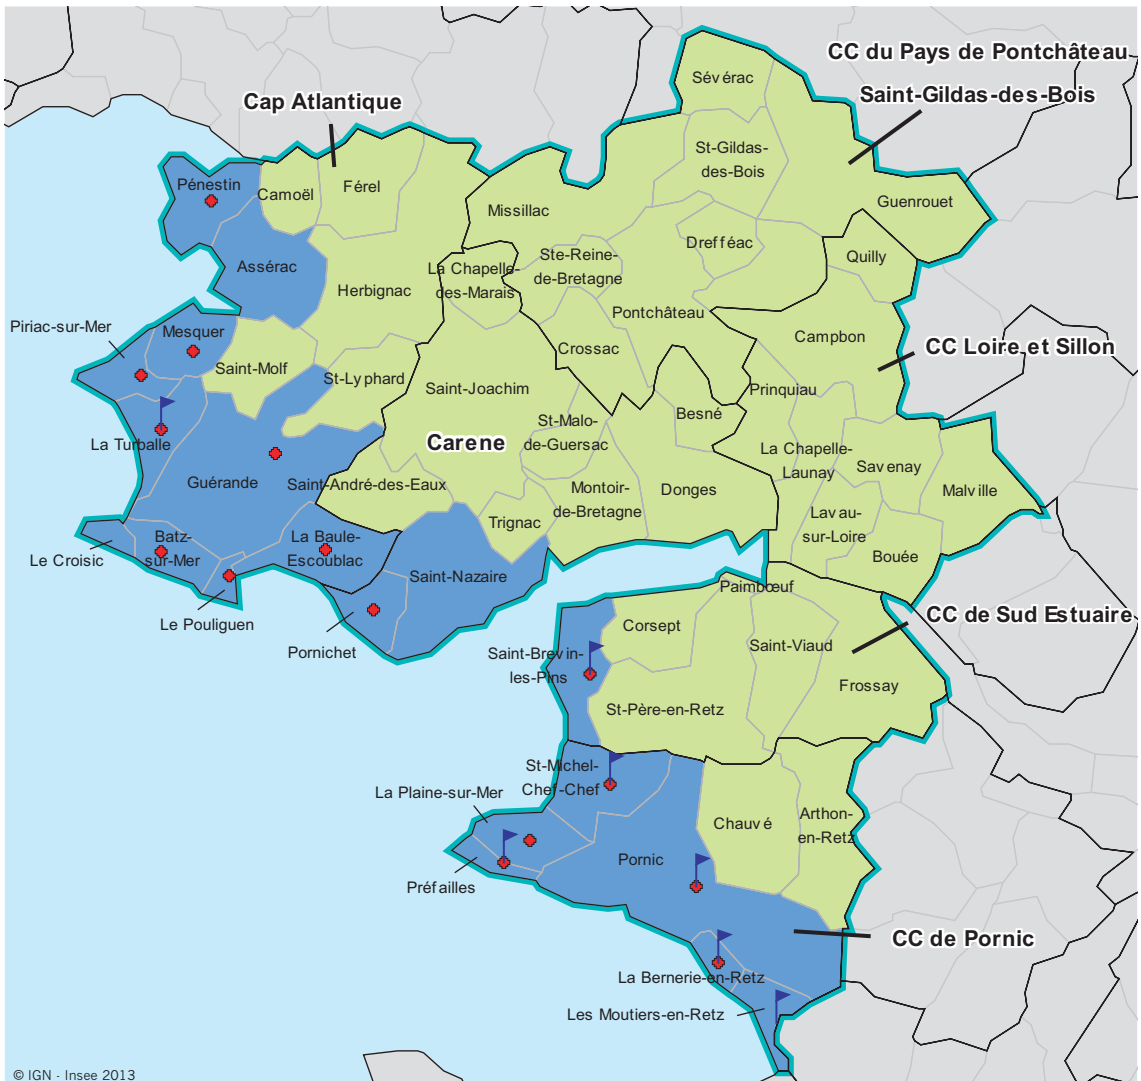 CC du Pays de Pontchâteau
Saint-Gildas-des-Bois
Sévérac
Cap Atlantique
St-Gildas-
des-Bois
Pénestin
Camoël
Férel
Guenrouet
Missillac
Drefféac
Ste-Reine-
de-Bretagne
Quilly
Assérac
La Chapelle-
des-Marais
Herbignac
Pontchâteau
Piriac-sur-Mer
Mesquer
Campbon
Crossac
CC Loire et Sillon
Saint-Molf
St-Lyphard
Saint-Joachim
Prinquiau
Besné
St-Malo-
de-Guersac
La Turballe
Carene
La Chapelle-
Launay
Savenay
Guérande
Saint-André-des-Eaux
Montoir-
de-Bretagne
Donges
Malville
Trignac
Lavau-
sur-Loire
Batz-
sur-Mer
La Baule-
Escoublac
Le Croisic
Bouée
Saint-Nazaire
Paimbœuf
Le Pouliguen
CC de Sud Estuaire
Corsept
Pornichet
Saint-Viaud
Saint-Brevin-
les-Pins
Frossay
St-Père-en-Retz
St-Michel-
Chef-Chef
La Plaine-sur-Mer
Chauvé
Arthon-
en-Retz
Pornic
Préfailles
CC de Pornic
La Bernerie-en-Retz
Les Moutiers-en-Retz
© IGN - Insee 2013